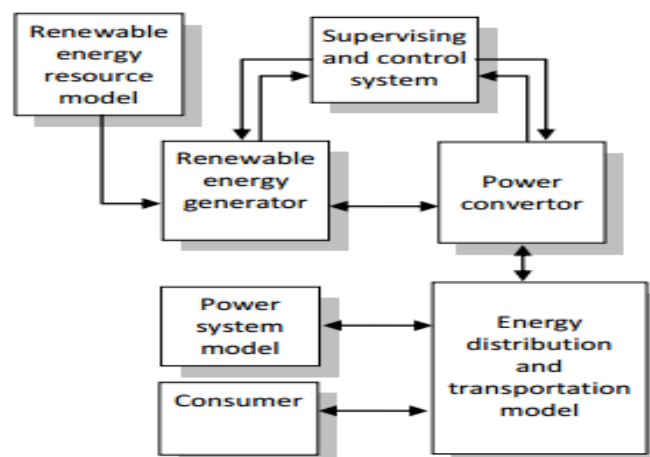 Renewable
energy
resource
model
Supervising
and control
system
Renewable
energy
generator
Power
convertor
Power
system
model
Energy
distribution
and
transportation
model
Consumer